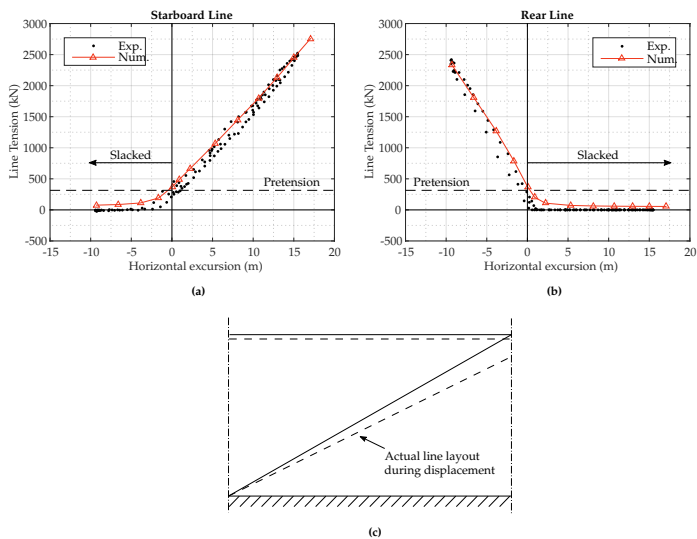 Starboard Line
3000
2500
2000
1500
1000
500
0
-500
Line Tension (kN)
Exp.
Num.
Slacked
Pretension
-15
-10
-5
0
5
10
15
20
Horizontal excursion (m)
(a)
Rear Line
3000
2500
2000
1500
1000
500
0
-500
Line Tension (kN)
Exp.
Num.
Slacked
Pretension
-15
-10
-5
0
5
10
15
20
Horizontal excursion (m)
(b)
Actual line layout
during displacement
(c)